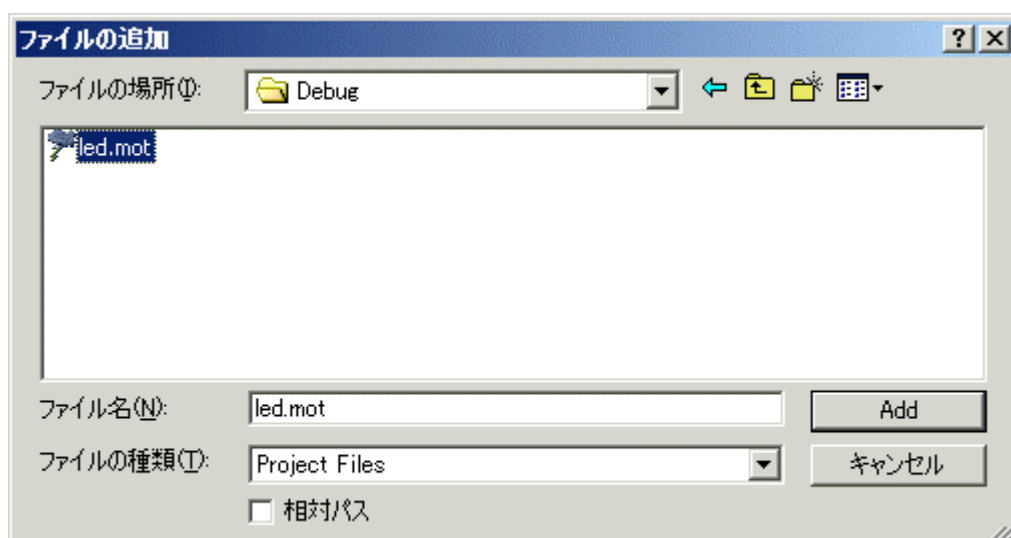 ファイルの追加
ファイルの場所(I):
Debug
led.mot
ファイル名(N):
led.mot
Add
ファイルの種類(T):
Project Files
キャンセル
相対パス